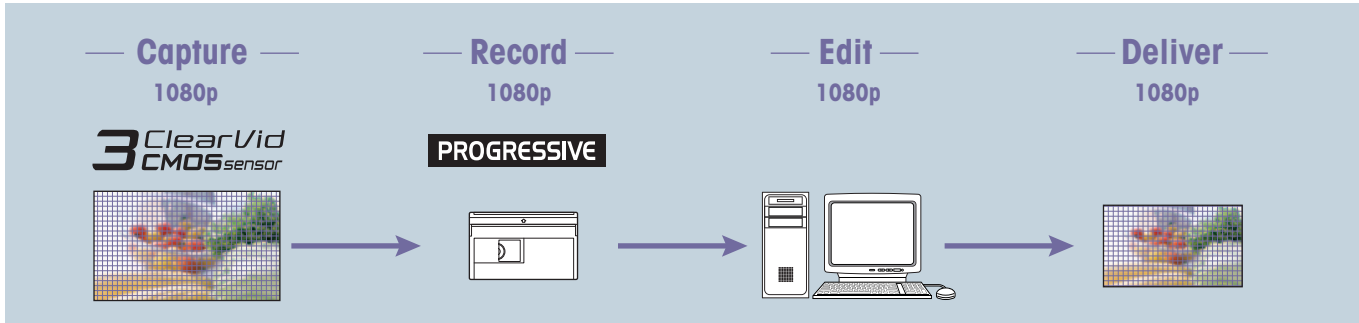 Capture
1080p
3 ClearVid
CMOS sensor
Record
1080p
PROGRESSIVE
Edit
1080p
Deliver
1080p